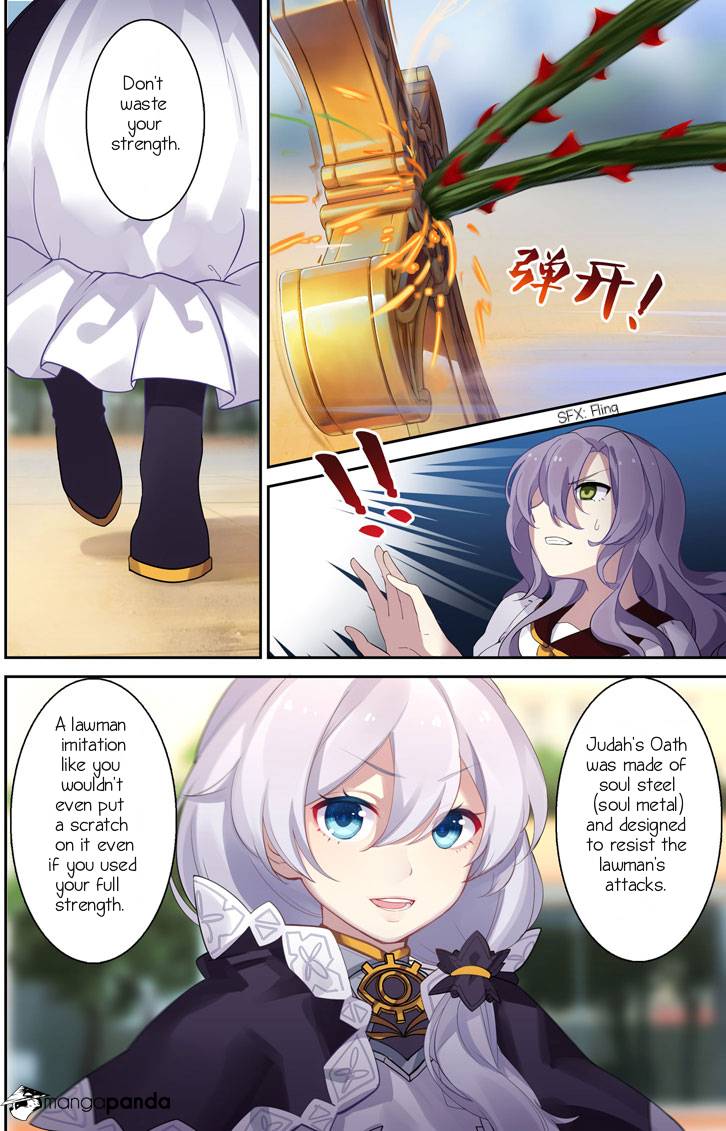 Don't
waste
your
strength.
弹开!
SFX: Fling
!!
Judah's Oath
was made of
soul steel
(soul metal)
and designed
to resist the
lawman's
attacks.
A lawman
imitation
like you
wouldn't
even put
a scratch
on it even
if you used
your full
strength.
mangapanda